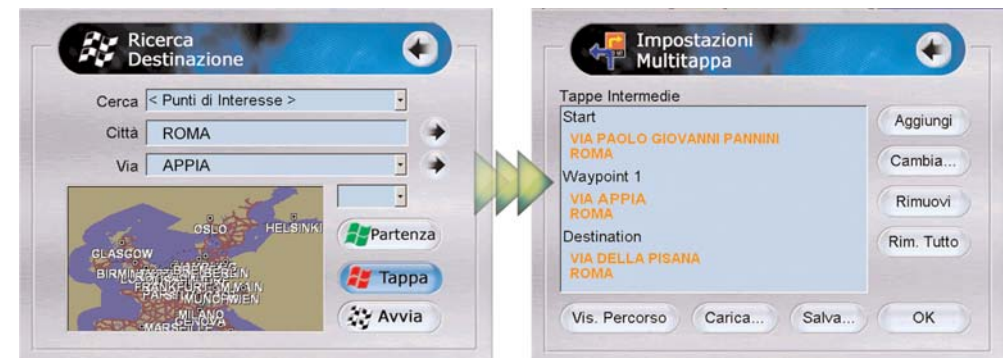 Ricerca
Destinazione
Cerca < Punti di Interesse >
Città ROMA
Via APPIA
OSLO
HELSINKI
GLASGOW
FRANKFURT
WIEN
MILANO
Partenza
Tappa
Avvia
Impostazioni
Multitappa
Tappe Intermedie
Start
VIA PAOLO GIOVANNI PANNINI
ROMA
Waypoint 1
VIA APPIA
ROMA
Destination
VIA DELLA PISANA
ROMA
Aggiungi
Cambia...
Rimuovi
Rim. Tutto
Vis. Percorso
Carica...
Salva...
OK